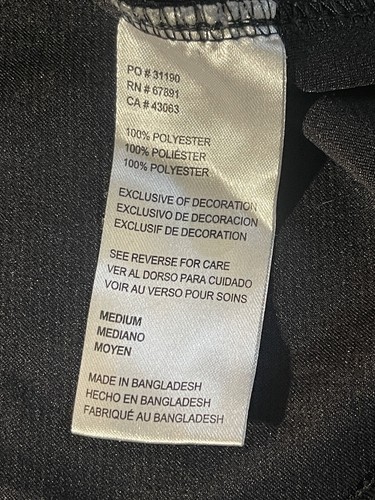 PO # 31190
RN # 67891
CA # 43063
100% POLYESTER
100% POLIÉSTER
100% POLYESTER
EXCLUSIVE OF DECORATION
EXCLUSIVO DE DECORACION
EXCLUSIF DE DECORATION
SEE REVERSE FOR CARE
VER AL DORSO PARA CUIDADO
VOIR AU VERSO POUR SOINS
MEDIUM
MEDIANO
MOYEN
MADE IN BANGLADESH
HECHO EN BANGLADESH
FABRIQUÉ AU BANGLADESH